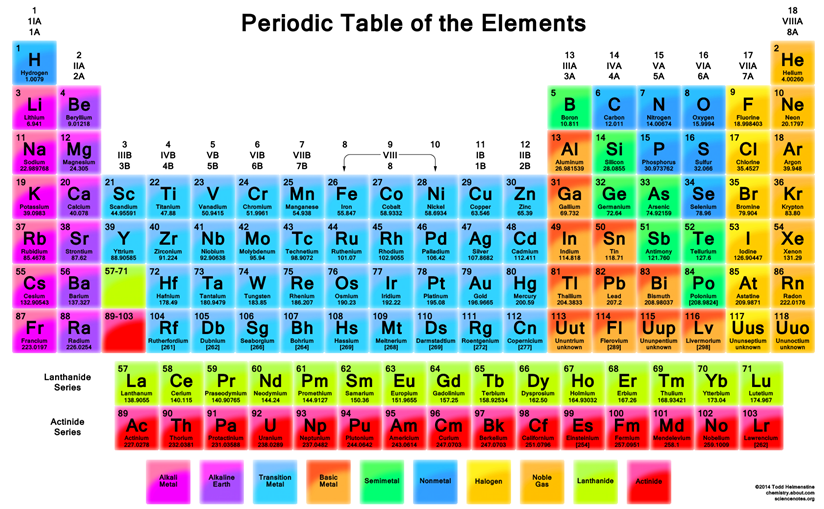 Periodic Table of the Elements
1 18
1IA VIIIA
1A 8A
1 2
H He
Hydrogen Helium
1.0079 4.00260
2 13 14 15 16 17
IIA IIIA IVA VA VIA VIIA
2A 3A 4A 5A 6A 7A
3 4 5 6 7 8 9 10
Li Be B C N O F Ne
Lithium Beryllium Boron Carbon Nitrogen Oxygen Fluorine Neon
6.941 9.01218 10.811 12.011 14.00674 15.9994 18.998403 20.1797
11 12 13 14 15 16 17 18
Na Mg Al Si P S Cl Ar
Sodium Magnesium Aluminum Silicon Phosphorus Sulfur Chlorine Argon
22.989768 24.305 26.981539 28.0855 30.973762 32.066 35.4527 39.948
3 4 5 6 7 8 9 10 11 12
IIIB IVB VB VIB VIIB VIII IB IIB
3B 4B 5B 6B 7B 8 1B 2B
19 20 21 22 23 24 25 26 27 28 29 30 31 32 33 34 35 36
K Ca Sc Ti V Cr Mn Fe Co Ni Cu Zn Ga Ge As Se Br Kr
Potassium Calcium Scandium Titanium Vanadium Chromium Manganese Iron Cobalt Nickel Copper Zinc Gallium Germanium Arsenic Selenium Bromine Krypton
39.0983 40.078 44.95591 47.88 50.9415 51.9961 54.938 55.847 58.9332 58.6934 63.546 65.39 69.732 72.64 74.92159 78.96 79.904 83.80
37 38 39 40 41 42 43 44 45 46 47 48 49 50 51 52 53 54
Rb Sr Y Zr Nb Mo Tc Ru Rh Pd Ag Cd In Sn Sb Te I Xe
Rubidium Strontium Yttrium Zirconium Niobium Molybdenum Technetium Ruthenium Rhodium Palladium Silver Cadmium Indium Tin Antimony Tellurium Iodine Xenon
85.4678 87.62 88.90585 91.224 92.90638 95.94 98.9072 101.07 102.9055 106.42 107.8682 112.411 114.818 118.71 121.760 127.6 126.90447 131.29
55 56 57-71 72 73 74 75 76 77 78 79 80 81 82 83 84 85 86
Cs Ba Hf Ta W Re Os Ir Pt Au Hg Tl Pb Bi Po At Rn
Cesium Barium Hafnium Tantalum Tungsten Rhenium Osmium Iridium Platinum Gold Mercury Thallium Lead Bismuth Polonium Astatine Radon
132.90543 137.327 178.49 180.9479 183.85 186.207 190.23 192.22 195.08 196.9665 200.59 204.3833 207.2 208.98037 [208.9824] 209.9871 222.0176
87 88 89-103 104 105 106 107 108 109 110 111 112 113 114 115 116 117 118
Fr Ra Rf Db Sg Bh Hs Mt Ds Rg Cn Uut Fl Uup Lv Uus Uuo
Francium Radium Rutherfordium Dubnium Seaborgium Bohrium Hassium Meitnerium Darmstadtium Roentgenium Copernicium Ununtrium Flerovium Ununpentium Livermorium Ununseptium Ununoctium
223.0197 226.0254 [261] [262] [266] [264] [269] [268] [269] [272] [277] unknown [289] unknown [298] unknown unknown
Lanthanide
Series
57 58 59 60 61 62 63 64 65 66 67 68 69 70 71
La Ce Pr Nd Pm Sm Eu Gd Tb Dy Ho Er Tm Yb Lu
Lanthanum Cerium Praseodymium Neodymium Promethium Samarium Europium Gadolinium Terbium Dysprosium Holmium Erbium Thulium Ytterbium Lutetium
138.9055 140.115 140.90765 144.24 144.9127 150.36 151.9655 157.25 158.92534 162.50 164.93032 167.26 168.93421 173.04 174.967
Actinide
Series
89 90 91 92 93 94 95 96 97 98 99 100 101 102 103
Ac Th Pa U Np Pu Am Cm Bk Cf Es Fm Md No Lr
Actinium Thorium Protactinium Uranium Neptunium Plutonium Americium Curium Berkelium Californium Einsteinium Fermium Mendelevium Nobelium Lawrencium
227.0278 232.0381 231.03588 238.0289 237.0482 244.0642 243.0614 247.0703 247.0703 251.0796 [254] 257.0951 258.1 259.1009 [262]
Alkali Metal Alkaline Earth Transition Metal Basic Metal Semimetal Nonmetal Halogen Noble Gas Lanthanide Actinide
©2014 Todd Helmenstine
chemistry.about.com
sciencenotes.org